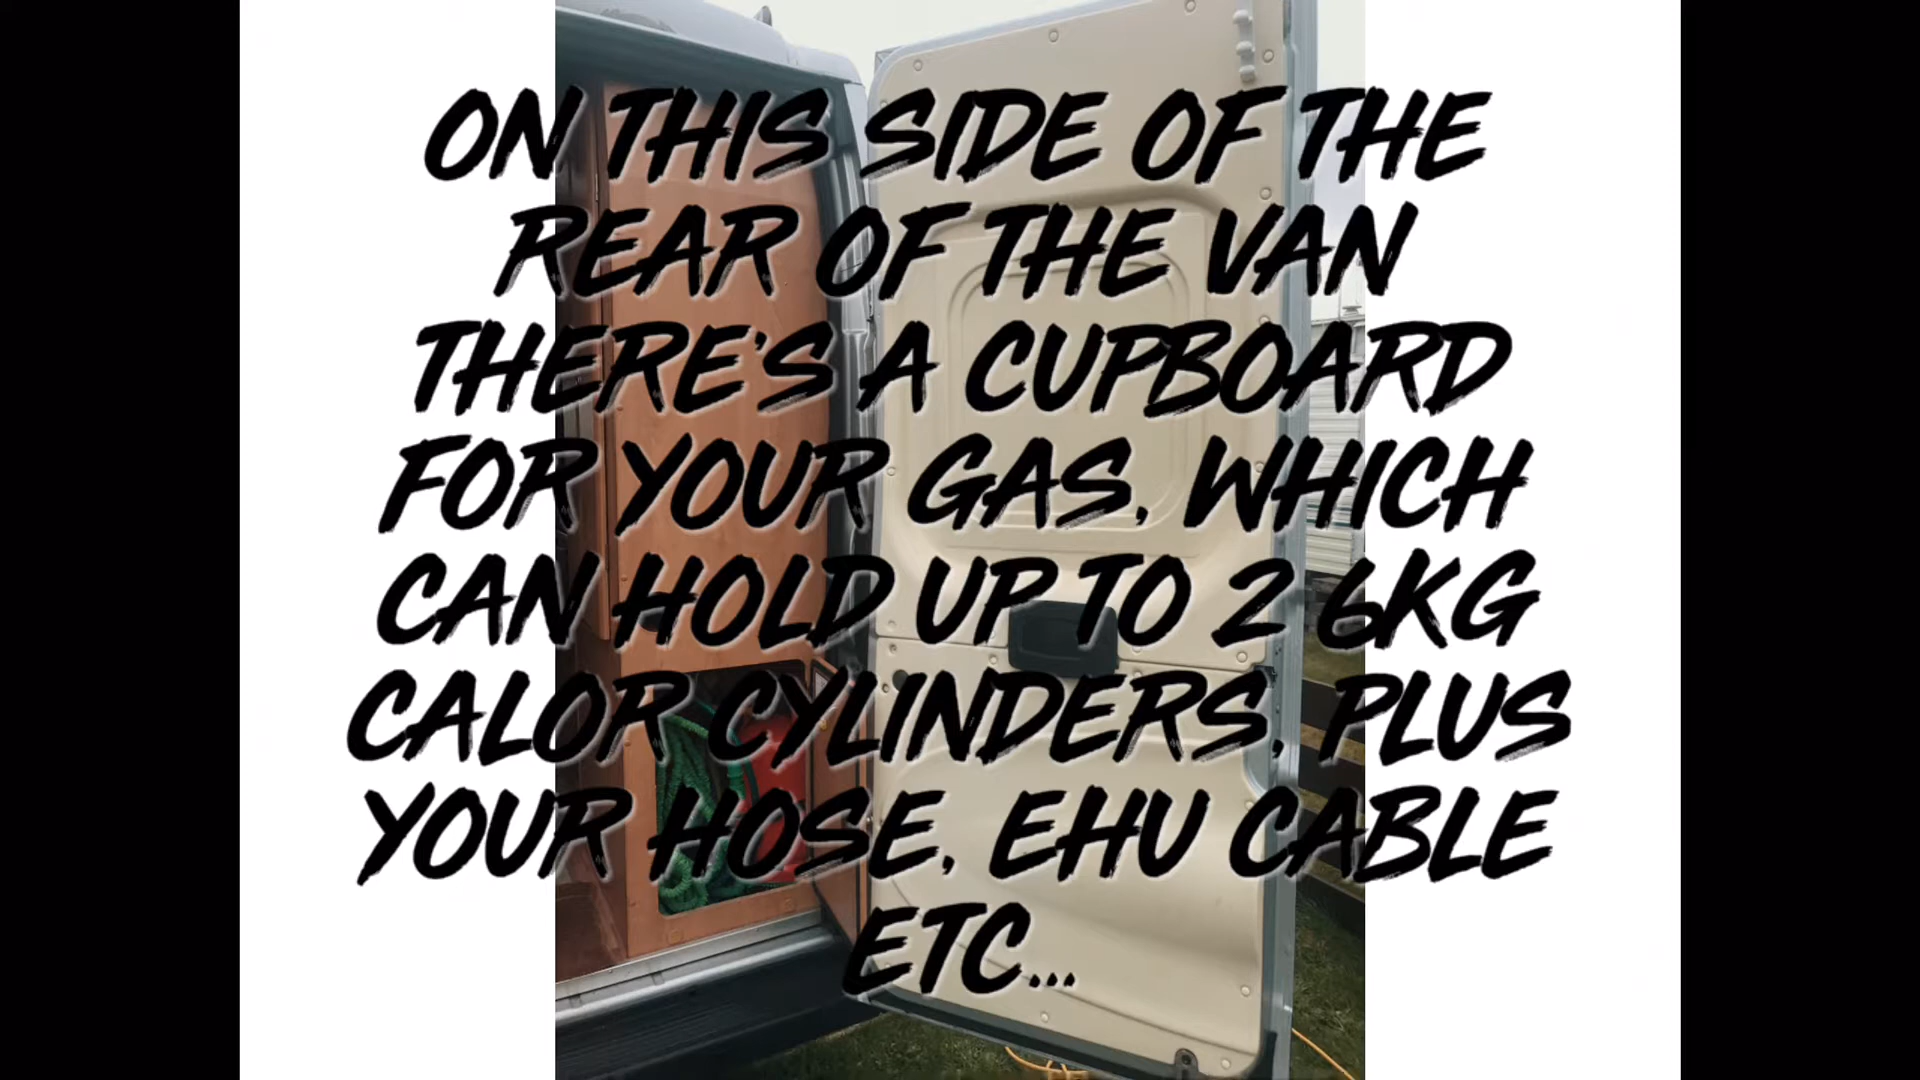 ON THIS SIDE OF THE
REAR OF THE VAN
THERE'S A CUPBOARD
FOR YOUR GAS, WHICH
CAN HOLD UP TO 2 6KG
CALOR CYLINDERS, PLUS
YOUR HOSE, EHU CABLE
ETC...